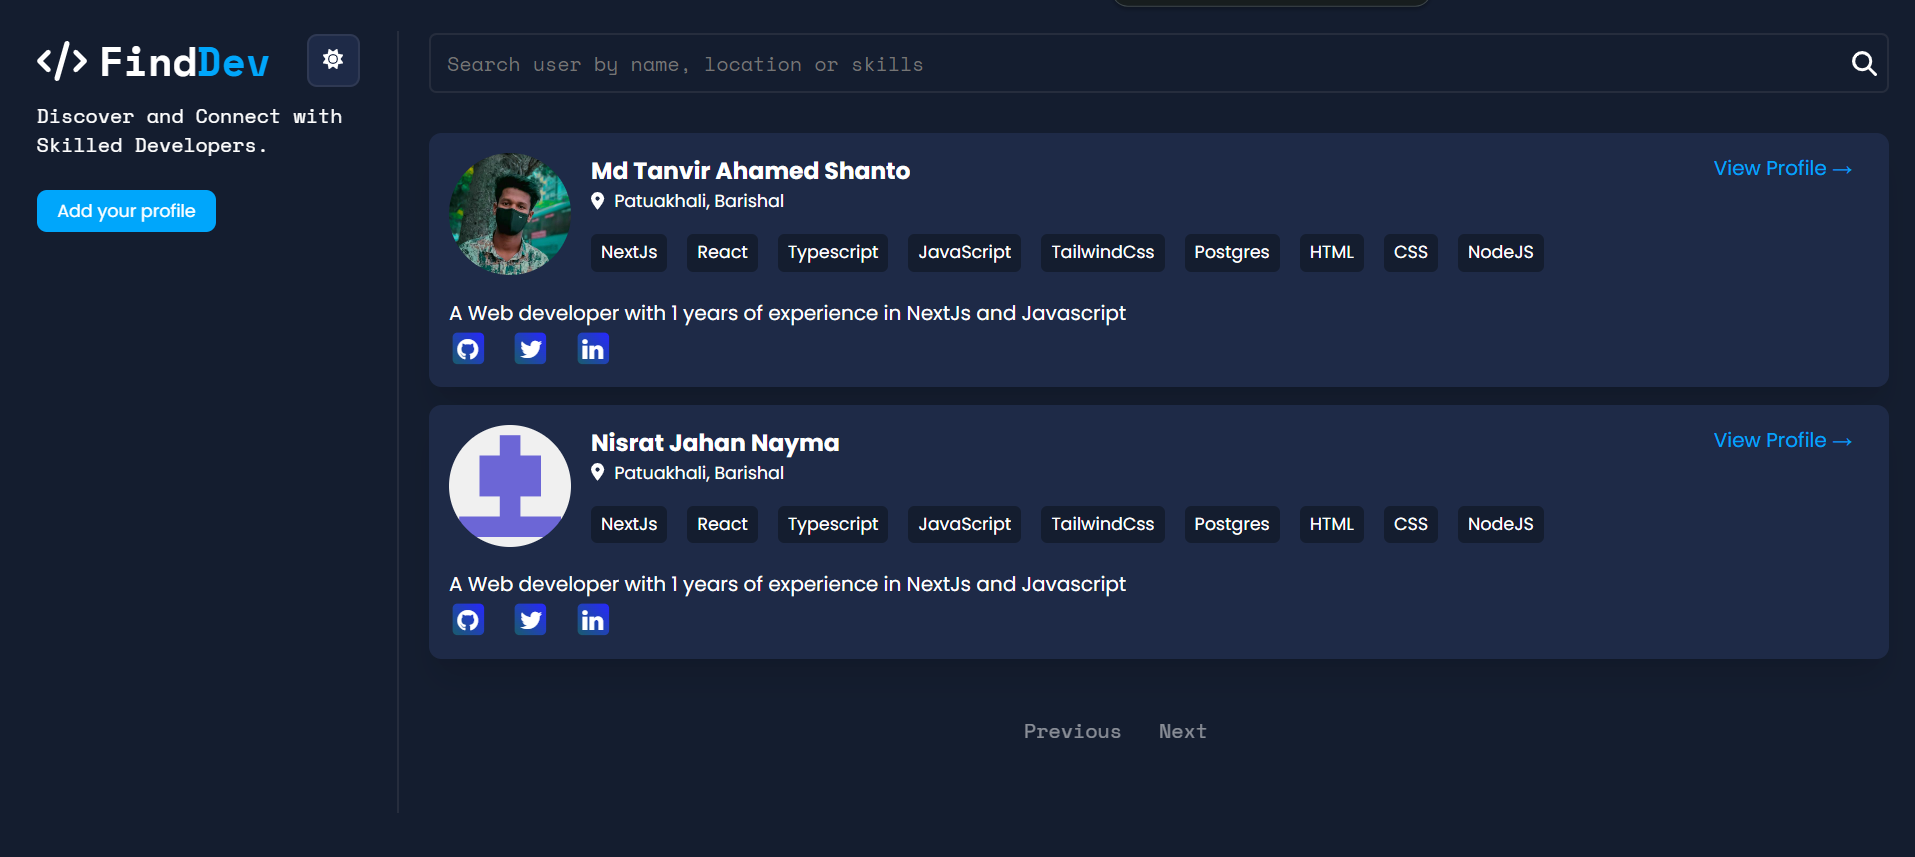 </> FindDev
Discover and Connect with
Skilled Developers.
Add your profile
Search user by name, location or skills
Md Tanvir Ahamed Shanto
View Profile →
Patuakhali, Barishal
NextJs React Typescript JavaScript TailwindCss Postgres HTML CSS NodeJS
A Web developer with 1 years of experience in NextJs and Javascript
in
Nisrat Jahan Nayma
View Profile →
Patuakhali, Barishal
NextJs React Typescript JavaScript TailwindCss Postgres HTML CSS NodeJS
A Web developer with 1 years of experience in NextJs and Javascript
in
Previous Next